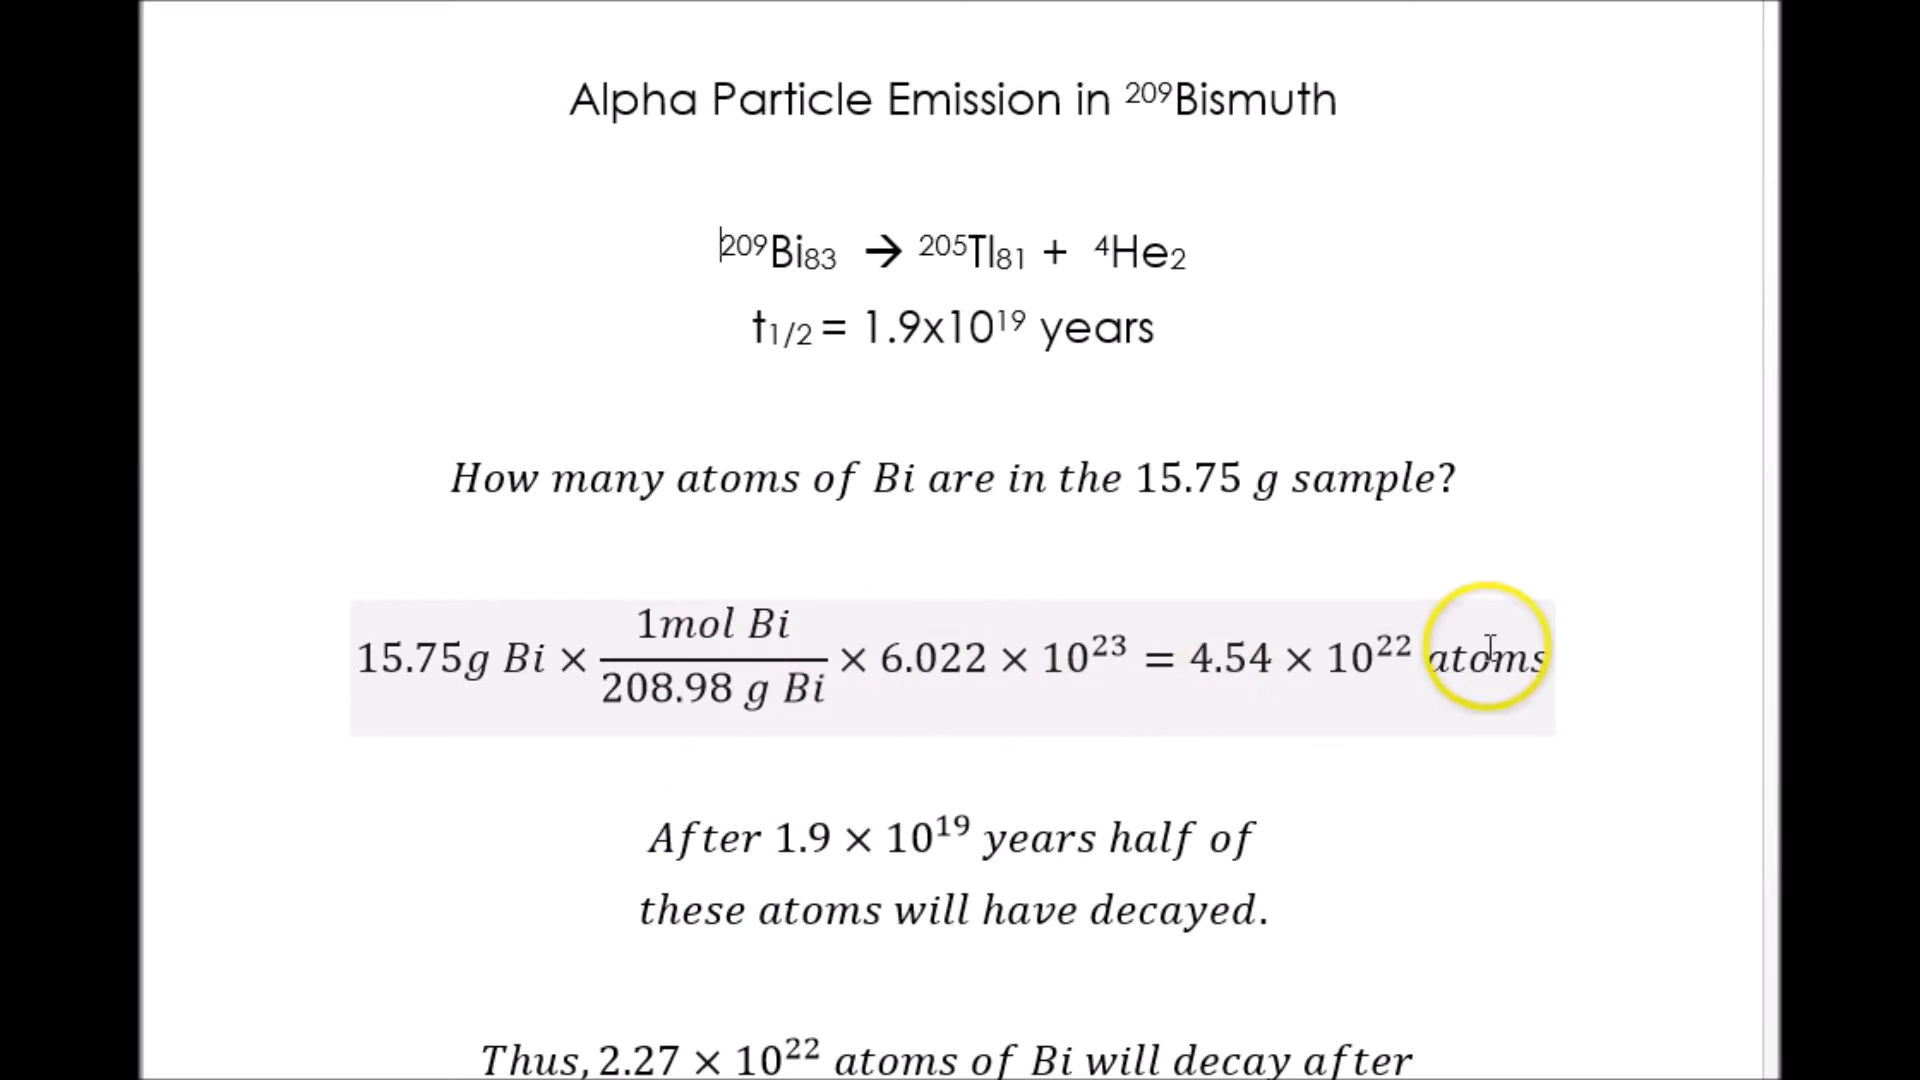 Alpha Particle Emission in ²⁰⁹Bismuth
²⁰⁹Bi₈₃ → ²⁰⁵Tl₈₁ + ⁴He₂
t₁/₂ = 1.9x10¹⁹ years
How many atoms of Bi are in the 15.75 g sample?
15.75g Bi × 1mol Bi / 208.98 g Bi × 6.022 × 10²³ = 4.54 × 10²² atoms
After 1.9 × 10¹⁹ years half of
these atoms will have decayed.
Thus, 2.27 × 10²² atoms of Bi will decay after